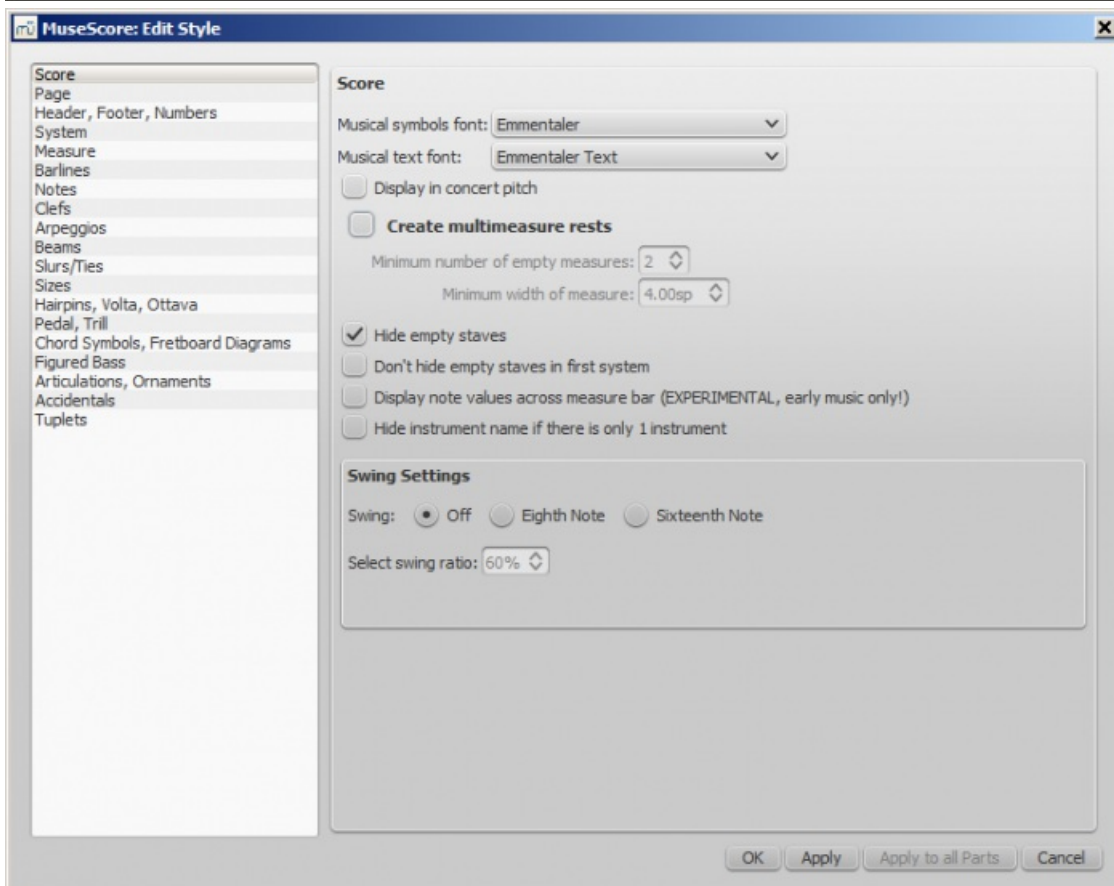 MuseScore: Edit Style
Score
Page
Header, Footer, Numbers
System
Measure
Barlines
Notes
Clefs
Arpeggios
Beams
Slurs/Ties
Sizes
Hairpins, Volta, Ottava
Pedal, Trill
Chord Symbols, Fretboard Diagrams
Figured Bass
Articulations, Ornaments
Accidentals
Tuplets
Score
Musical symbols font: Emmentaler
Musical text font: Emmentaler Text
Display in concert pitch
Create multimeasure rests
Minimum number of empty measures: 2
Minimum width of measure: 4.00sp
Hide empty staves
Don't hide empty staves in first system
Display note values across measure bar (EXPERIMENTAL, early music only!)
Hide instrument name if there is only 1 instrument
Swing Settings
Swing: Off Eighth Note Sixteenth Note
Select swing ratio: 60%
OK Apply Apply to all Parts Cancel